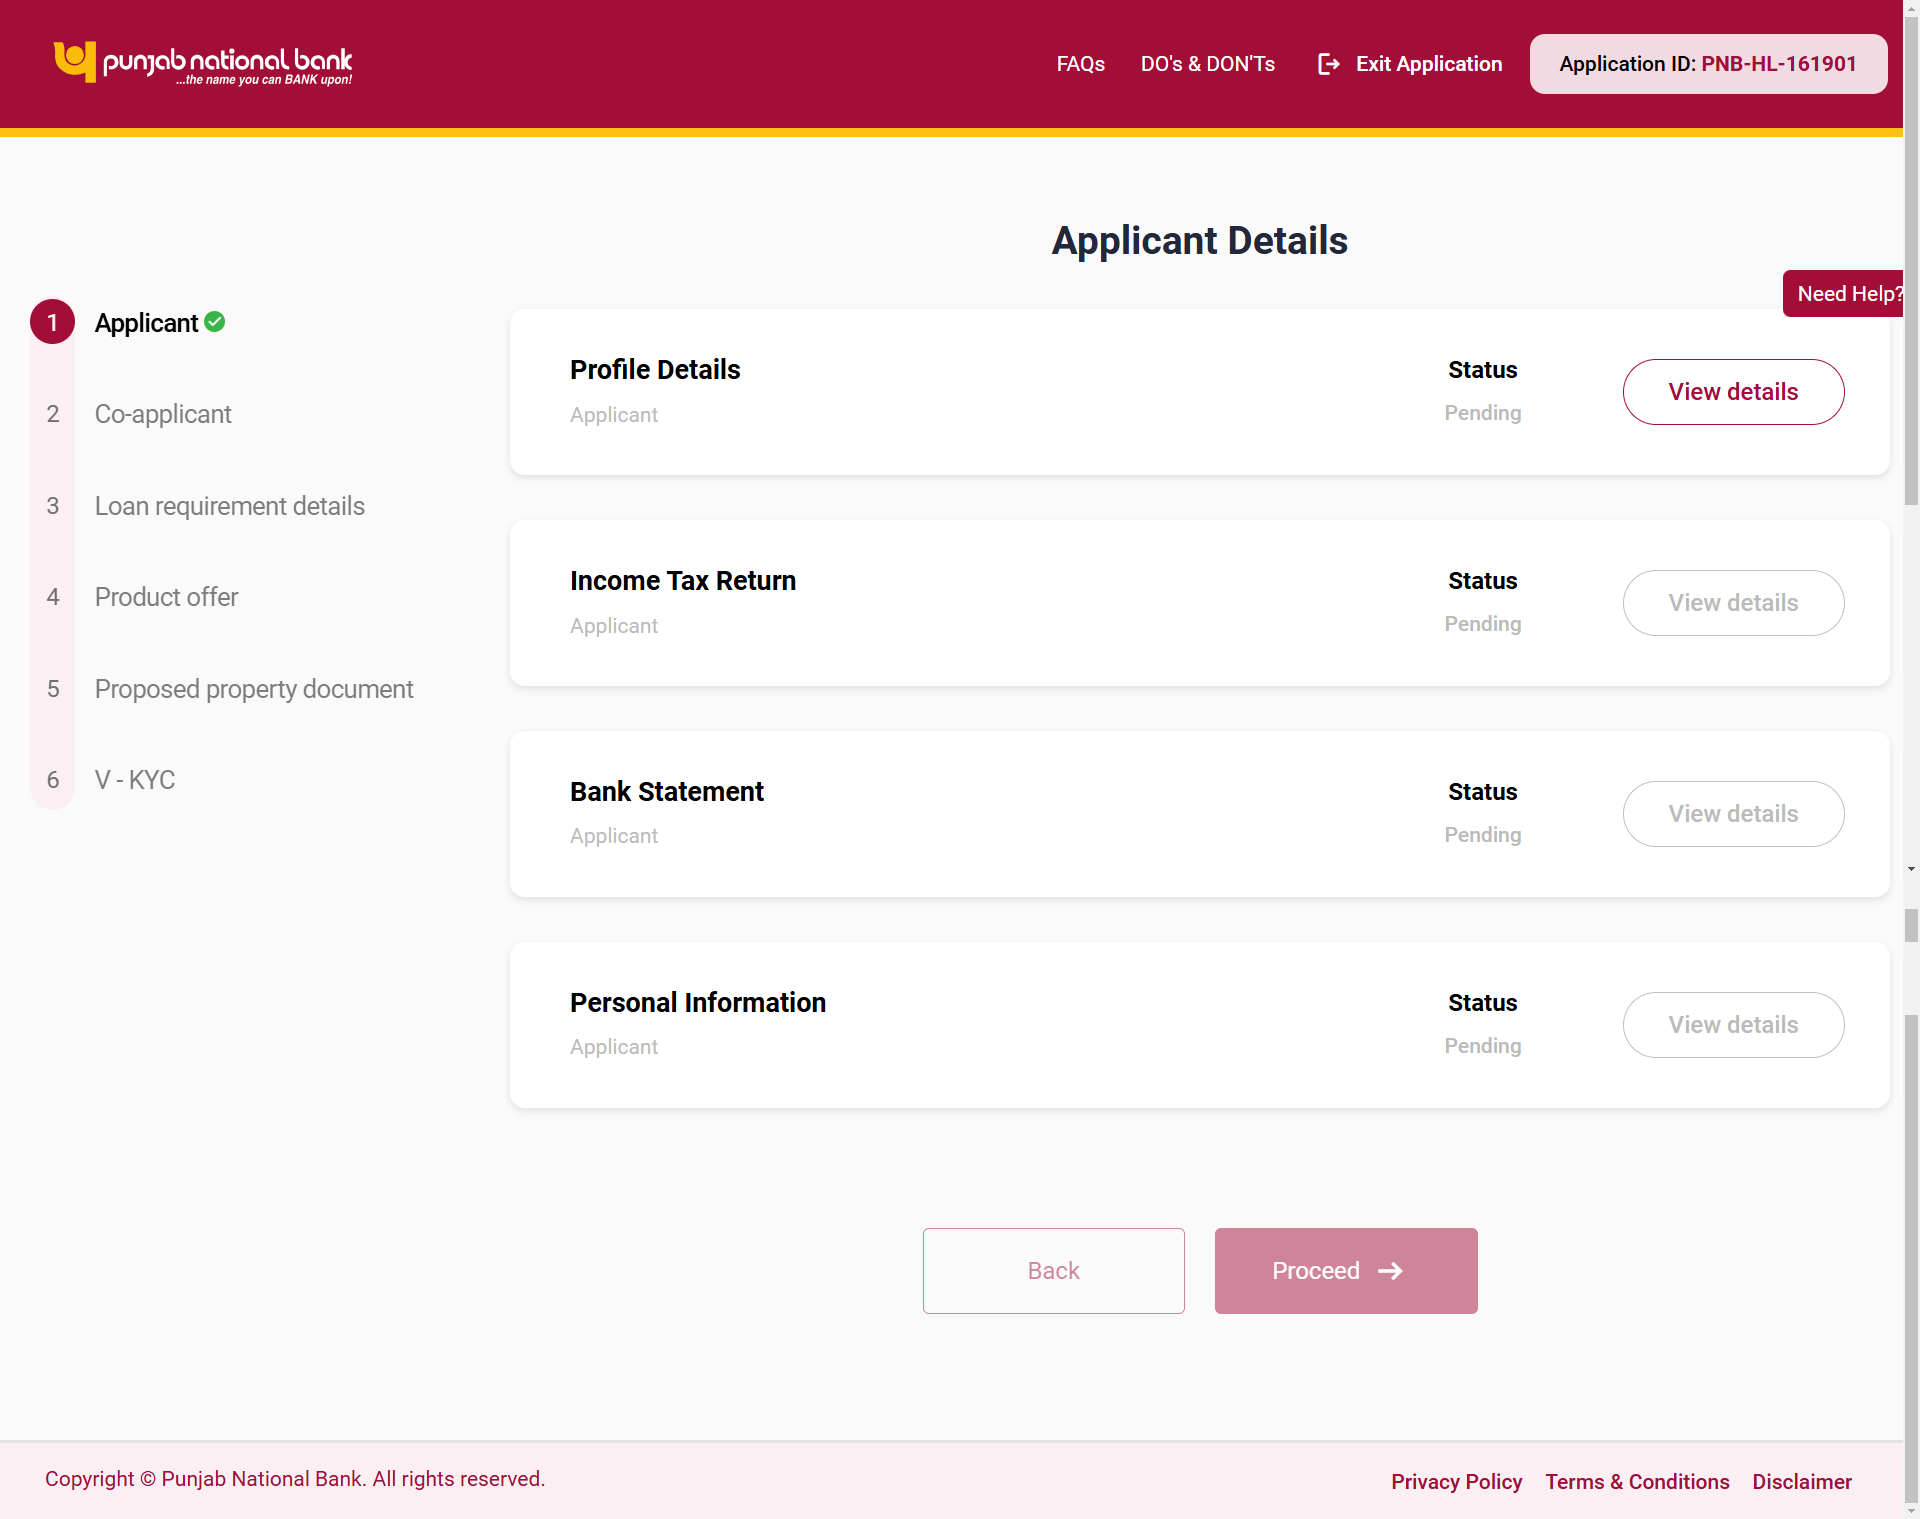 punjab national bank
...the name you can BANK upon!
FAQs
DO's & DON'Ts
Exit Application
Application ID: PNB-HL-161901
Applicant Details
Need Help?
1 Applicant
2 Co-applicant
3 Loan requirement details
4 Product offer
5 Proposed property document
6 V - KYC
Profile Details
Applicant
Status
Pending
View details
Income Tax Return
Applicant
Status
Pending
View details
Bank Statement
Applicant
Status
Pending
View details
Personal Information
Applicant
Status
Pending
View details
Back
Proceed
Copyright © Punjab National Bank. All rights reserved.
Privacy Policy
Terms & Conditions
Disclaimer